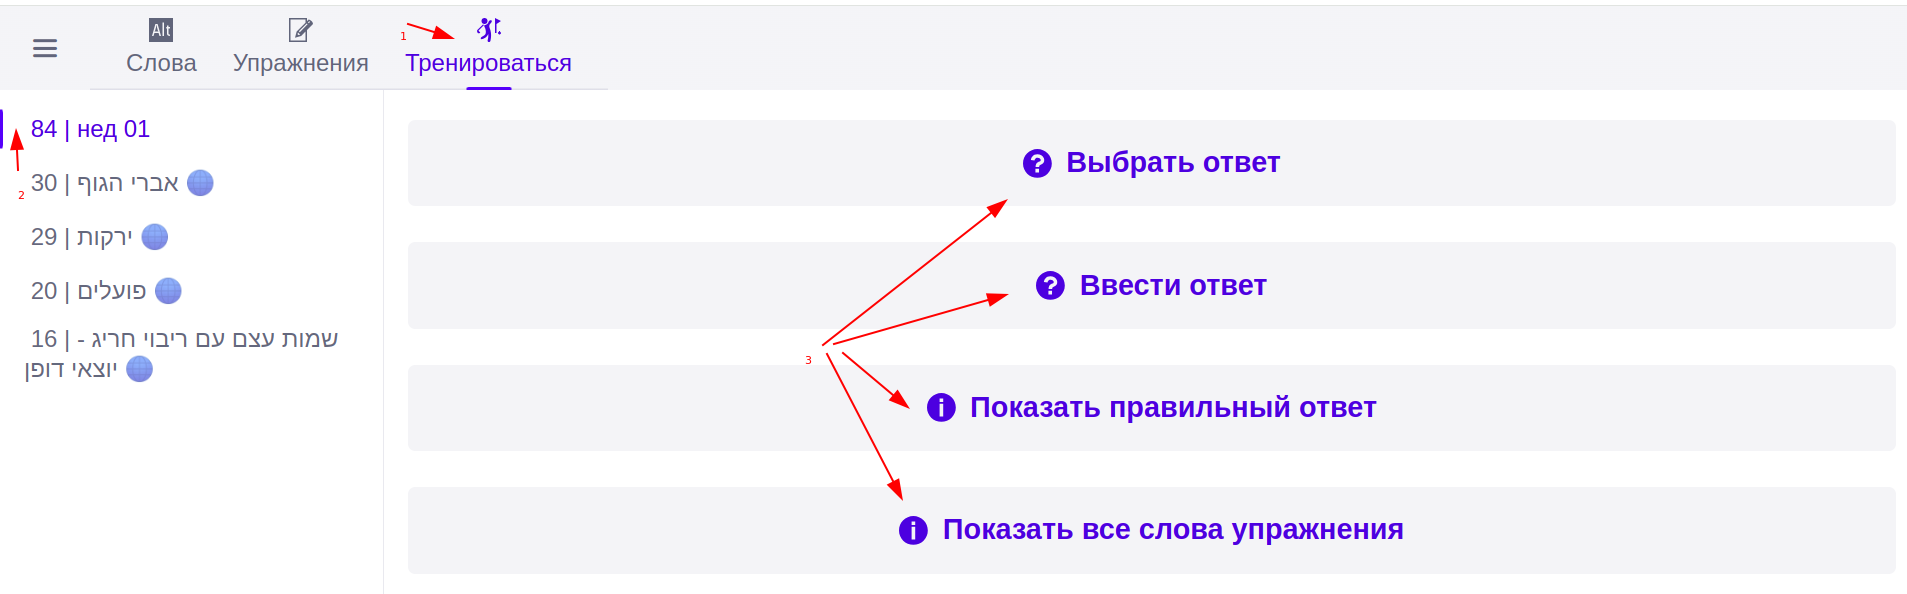 Alt
Слова
Упражнения
1
Тренироваться
84 | нед 01
2
30 | אברי הגוף
29 | ירקות
20 | פועלים
16 | שמות עצם עם ריבוי חריג -
יוצאי דופן
? Выбрать ответ
? Ввести ответ
3
i Показать правильный ответ
i Показать все слова упражнения